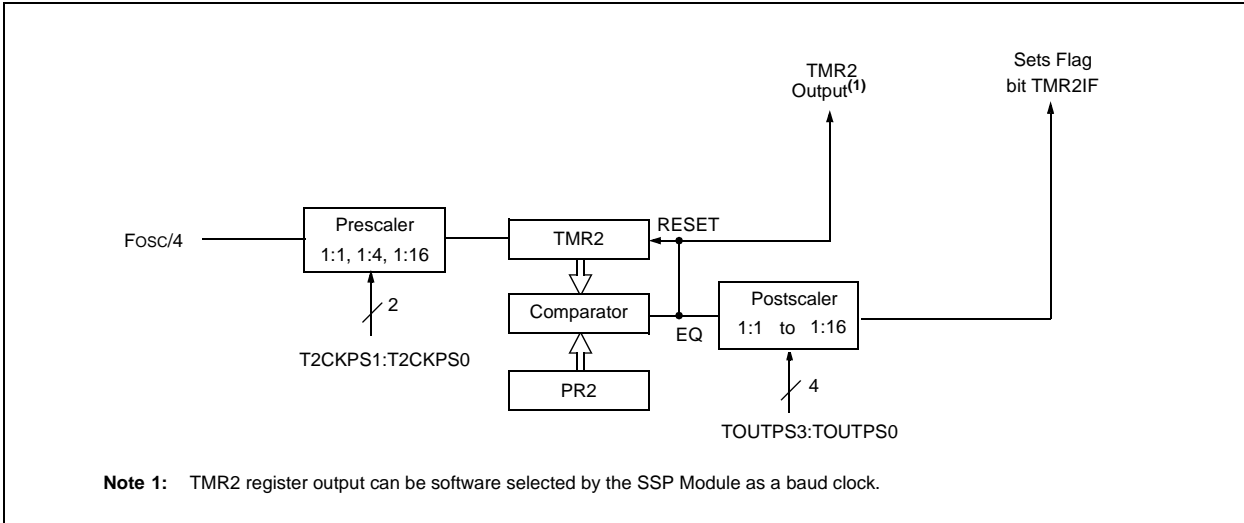 TMR2
Output(1)
Sets Flag
bit TMR2IF
Fosc/4
Prescaler
1:1, 1:4, 1:16
2
T2CKPS1:T2CKPS0
TMR2
RESET
Comparator
EQ
PR2
Postscaler
1:1 to 1:16
4
TOUTPS3:TOUTPS0
Note 1: TMR2 register output can be software selected by the SSP Module as a baud clock.